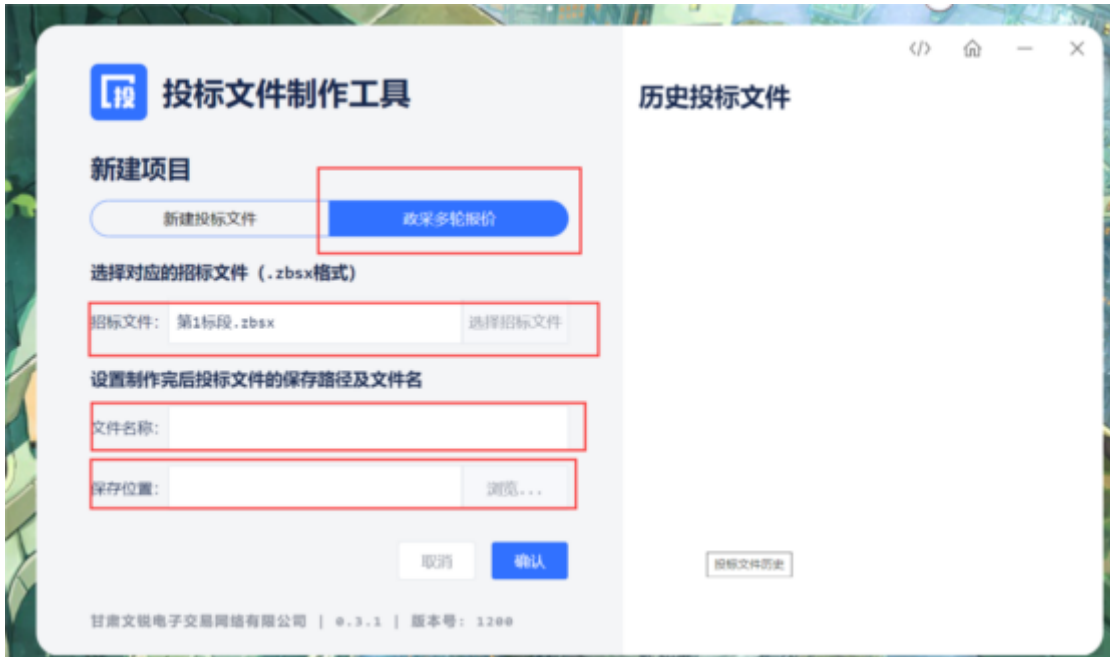 投
投标文件制作工具
新建项目
新建投标文件
政采多轮报价
选择对应的招标文件（.zbsx格式）
招标文件： 第1标段.zbsx 选择招标文件
设置制作完后投标文件的保存路径及文件名
文件名称：
保存位置： 浏览...
取消 确认
甘肃文锐电子交易网络有限公司 | 0.3.1 | 版本号： 1200
</> 
历史投标文件
投标文件历史